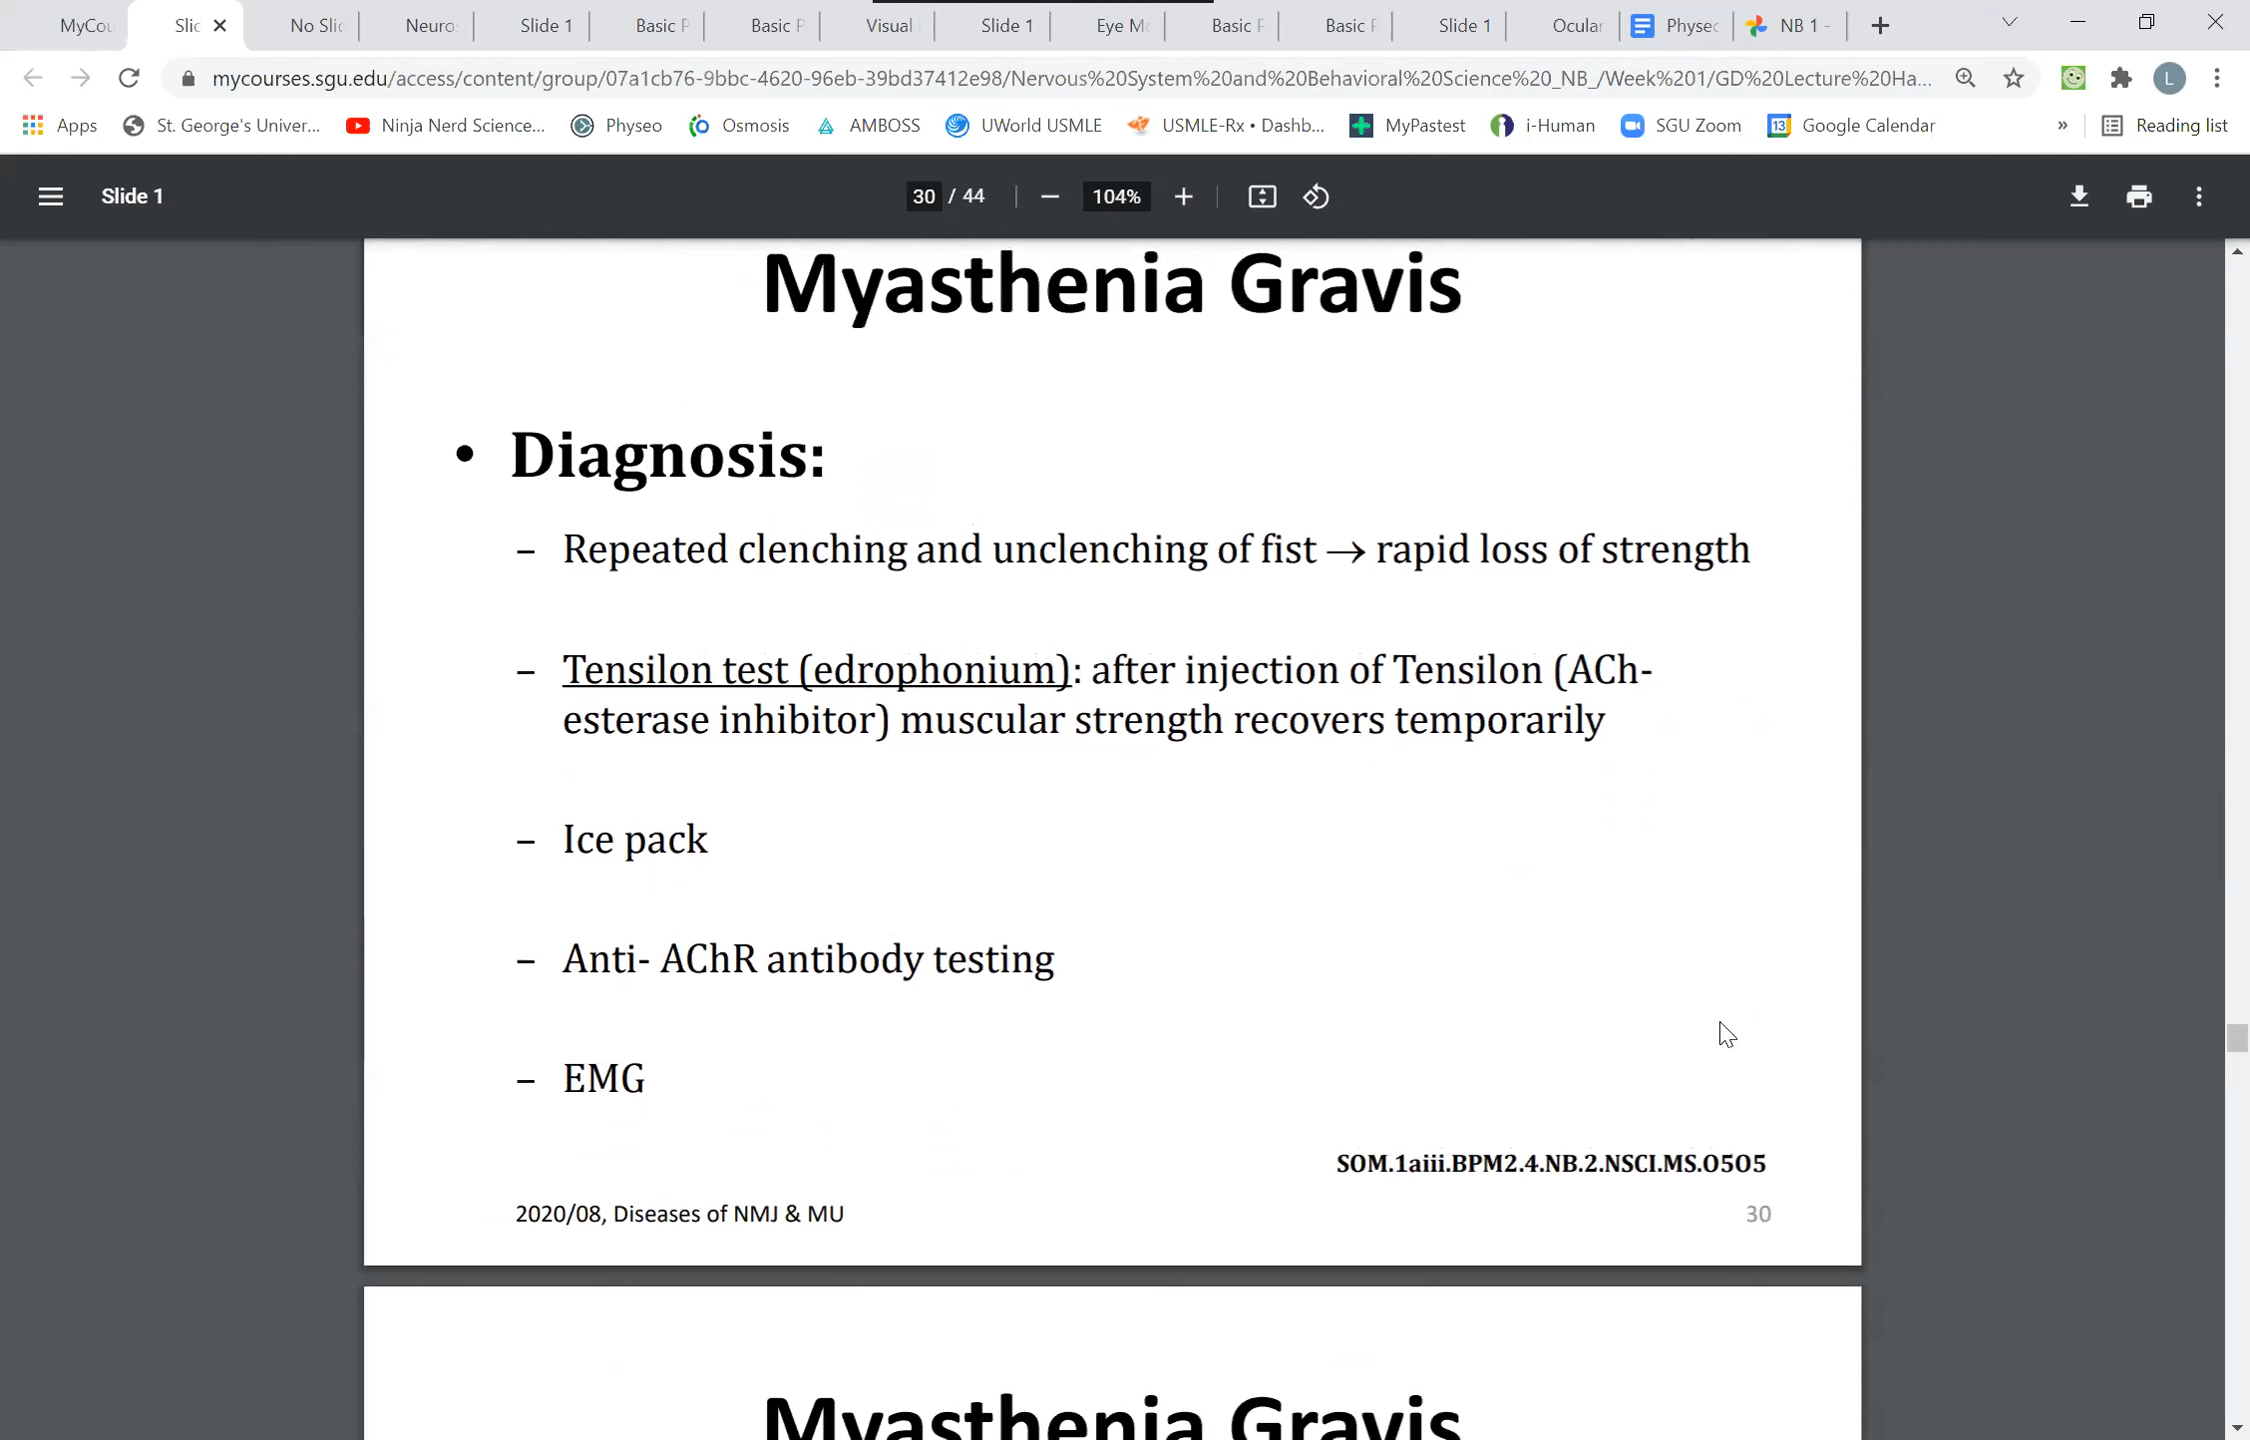 MyCou
Slic
No Slid
Neuro
Slide 1
Basic P
Basic P
Visual
Slide 1
Eye Mo
Basic P
Basic P
Slide 1
Ocular
Physeo
NB 1 -
mycourses.sgu.edu/access/content/group/07a1cb76-9bbc-4620-96eb-39bd37412e98/Nervous%20System%20and%20Behavioral%20Science%20_NB_/Week%201/GD%20Lecture%20Ha...
L
Apps
St. George's Univer...
Ninja Nerd Science...
Physeo
Osmosis
AMBOSS
UWorld USMLE
USMLE-Rx • Dashb...
MyPastest
i-Human
SGU Zoom
13
Google Calendar
»
Reading list
Slide 1
30 / 44
104%
Myasthenia Gravis
• Diagnosis:
– Repeated clenching and unclenching of fist → rapid loss of strength
– Tensilon test (edrophonium): after injection of Tensilon (ACh-
esterase inhibitor) muscular strength recovers temporarily
– Ice pack
– Anti- AChR antibody testing
– EMG
SOM.1aiii.BPM2.4.NB.2.NSCI.MS.0505
2020/08, Diseases of NMJ & MU
30
Myasthenia Gravis